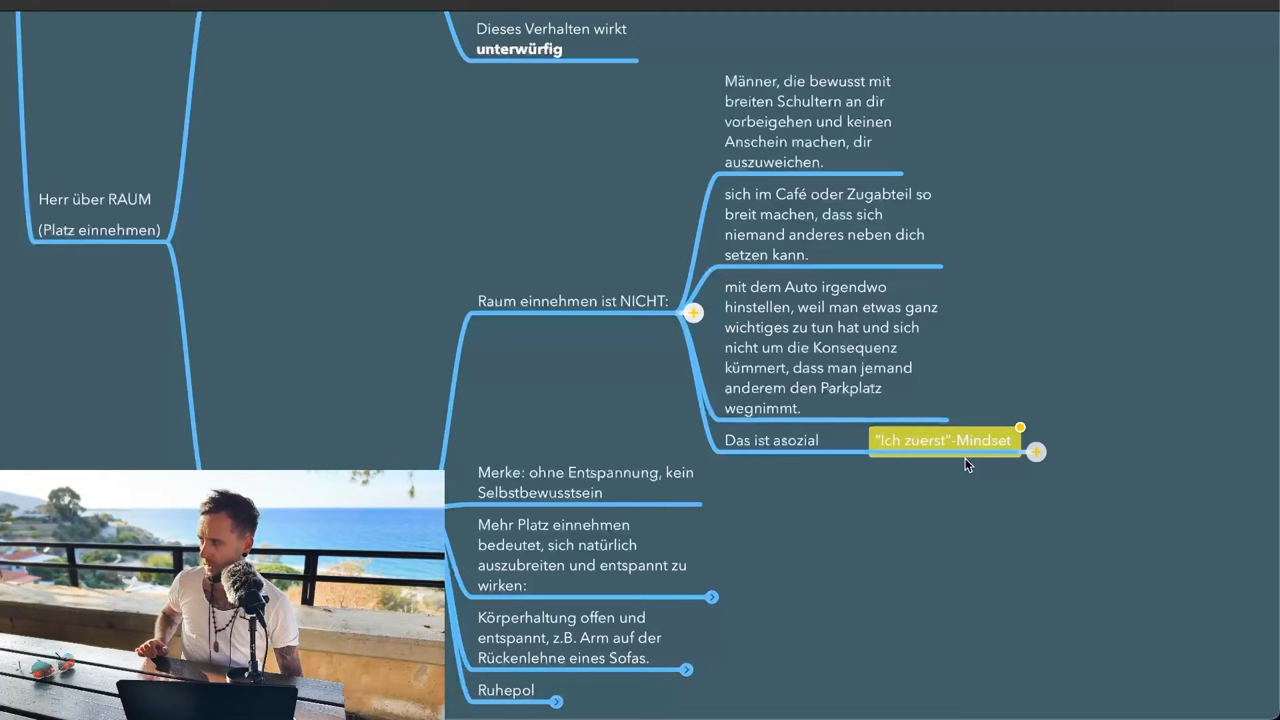 Dieses Verhalten wirkt
unterwürfig
Herr über RAUM
(Platz einnehmen)
Raum einnehmen ist NICHT:
Männer, die bewusst mit
breiten Schultern an dir
vorbeigehen und keinen
Anschein machen, dir
auszuweichen.
sich im Café oder Zugabteil so
breit machen, dass sich
niemand anderes neben dich
setzen kann.
mit dem Auto irgendwo
hinstellen, weil man etwas ganz
wichtiges zu tun hat und sich
nicht um die Konsequenz
kümmert, dass man jemand
anderem den Parkplatz
wegnimmt.
Das ist asozial
"Ich zuerst"-Mindset
Merke: ohne Entspannung, kein
Selbstbewusstsein
Mehr Platz einnehmen
bedeutet, sich natürlich
auszubreiten und entspannt zu
wirken:
Körperhaltung offen und
entspannt, z.B. Arm auf der
Rückenlehne eines Sofas.
Ruhepol